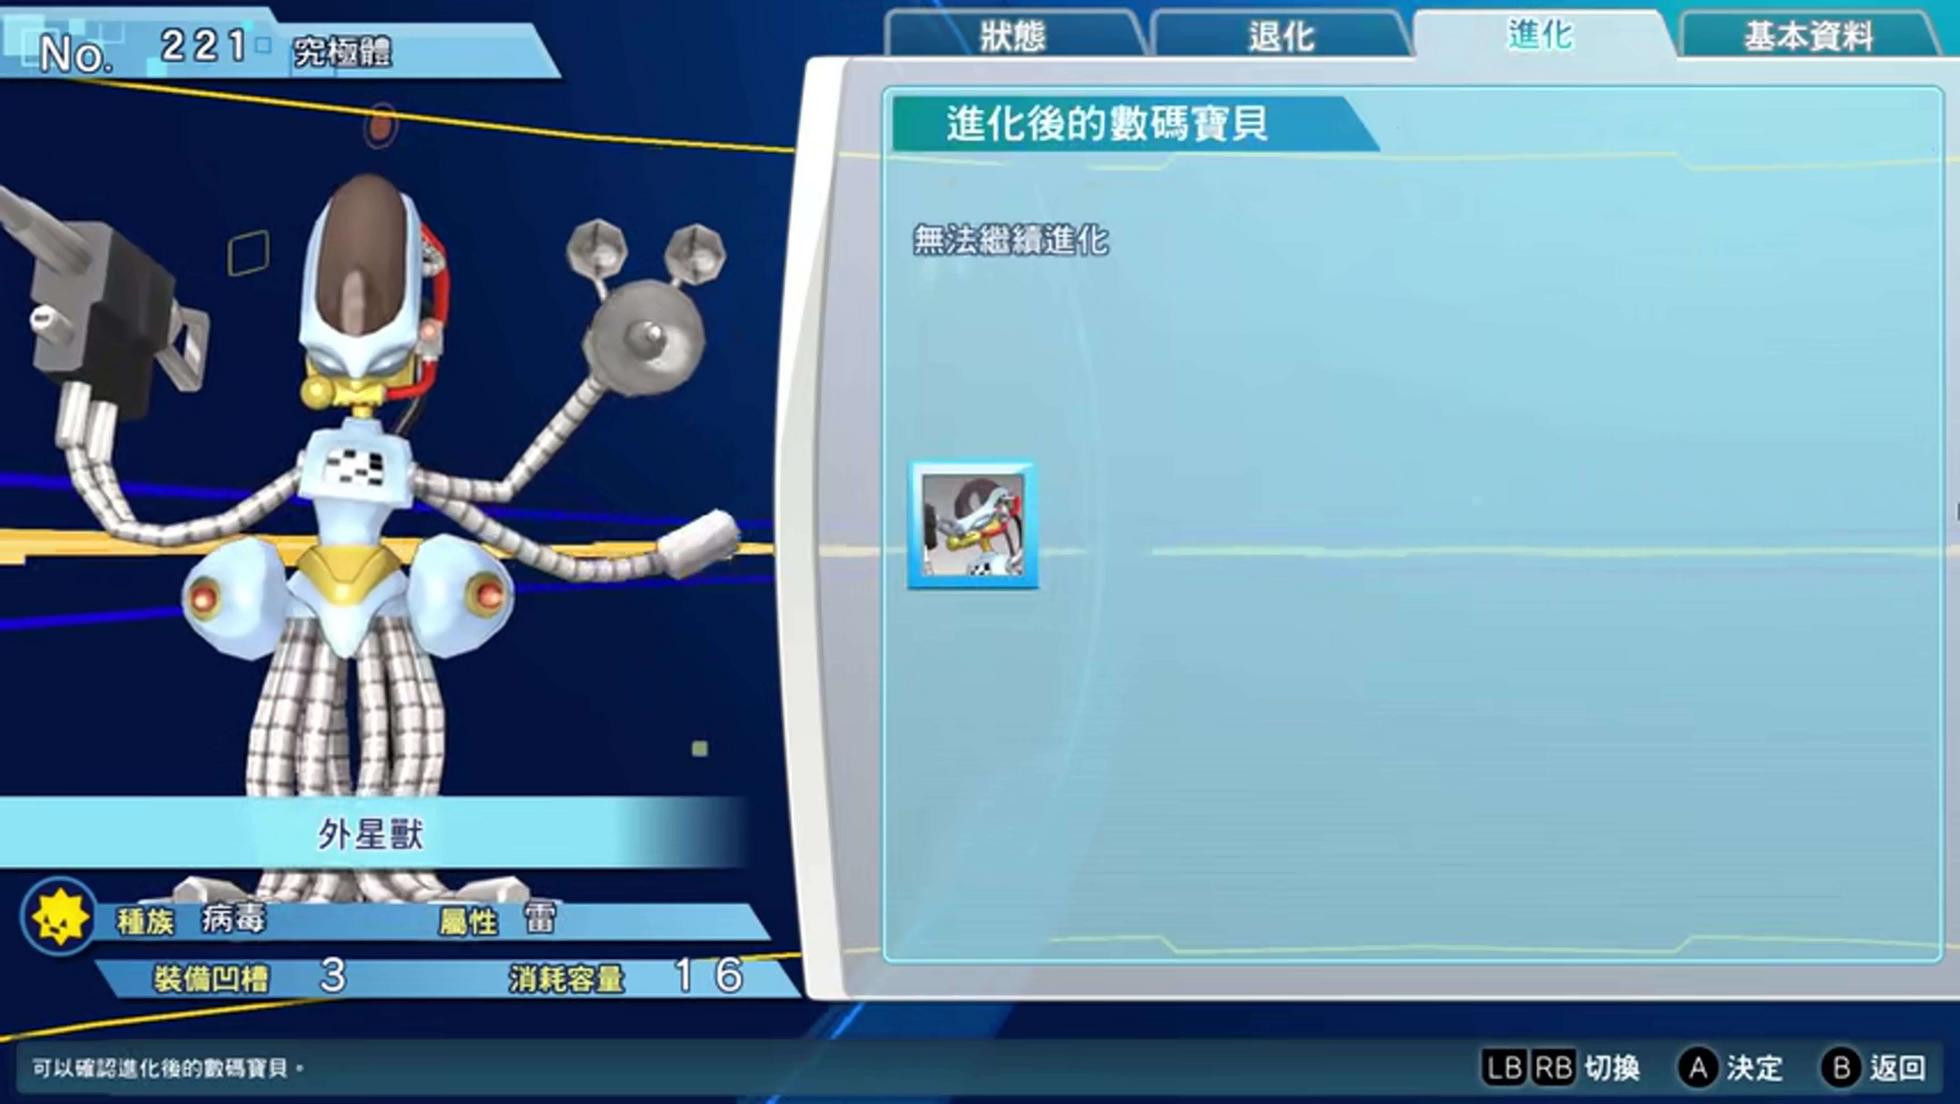 No. 221 究極體
狀態 退化 進化 基本資料
進化後的數碼寶貝
無法繼續進化
外星獸
種族 病毒 屬性 雷
裝備凹槽 3 消耗容量 16
可以確認進化後的數碼寶貝。
LB RB 切換 A 決定 B 返回